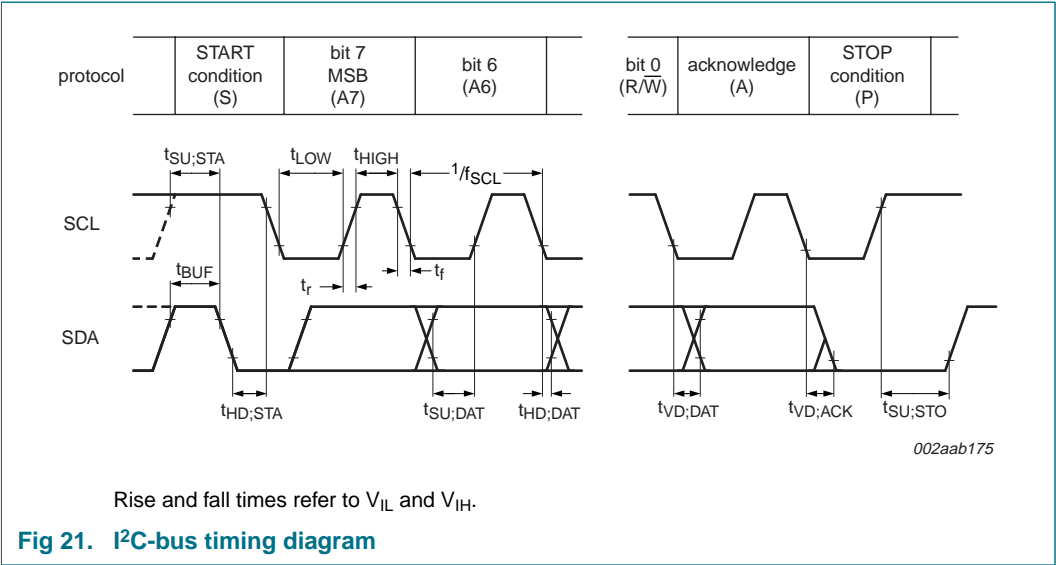 protocol
START
condition
(S)
bit 7
MSB
(A7)
bit 6
(A6)
bit 0
(R/W̅)
acknowledge
(A)
STOP
condition
(P)
tSU;STA
tLOW
tHIGH
1/fSCL
SCL
tBUF
tr
tf
SDA
tHD;STA
tSU;DAT
tHD;DAT
tVD;DAT
tVD;ACK
tSU;STO
002aab175
Rise and fall times refer to VIL and VIH.
Fig 21. I²C-bus timing diagram